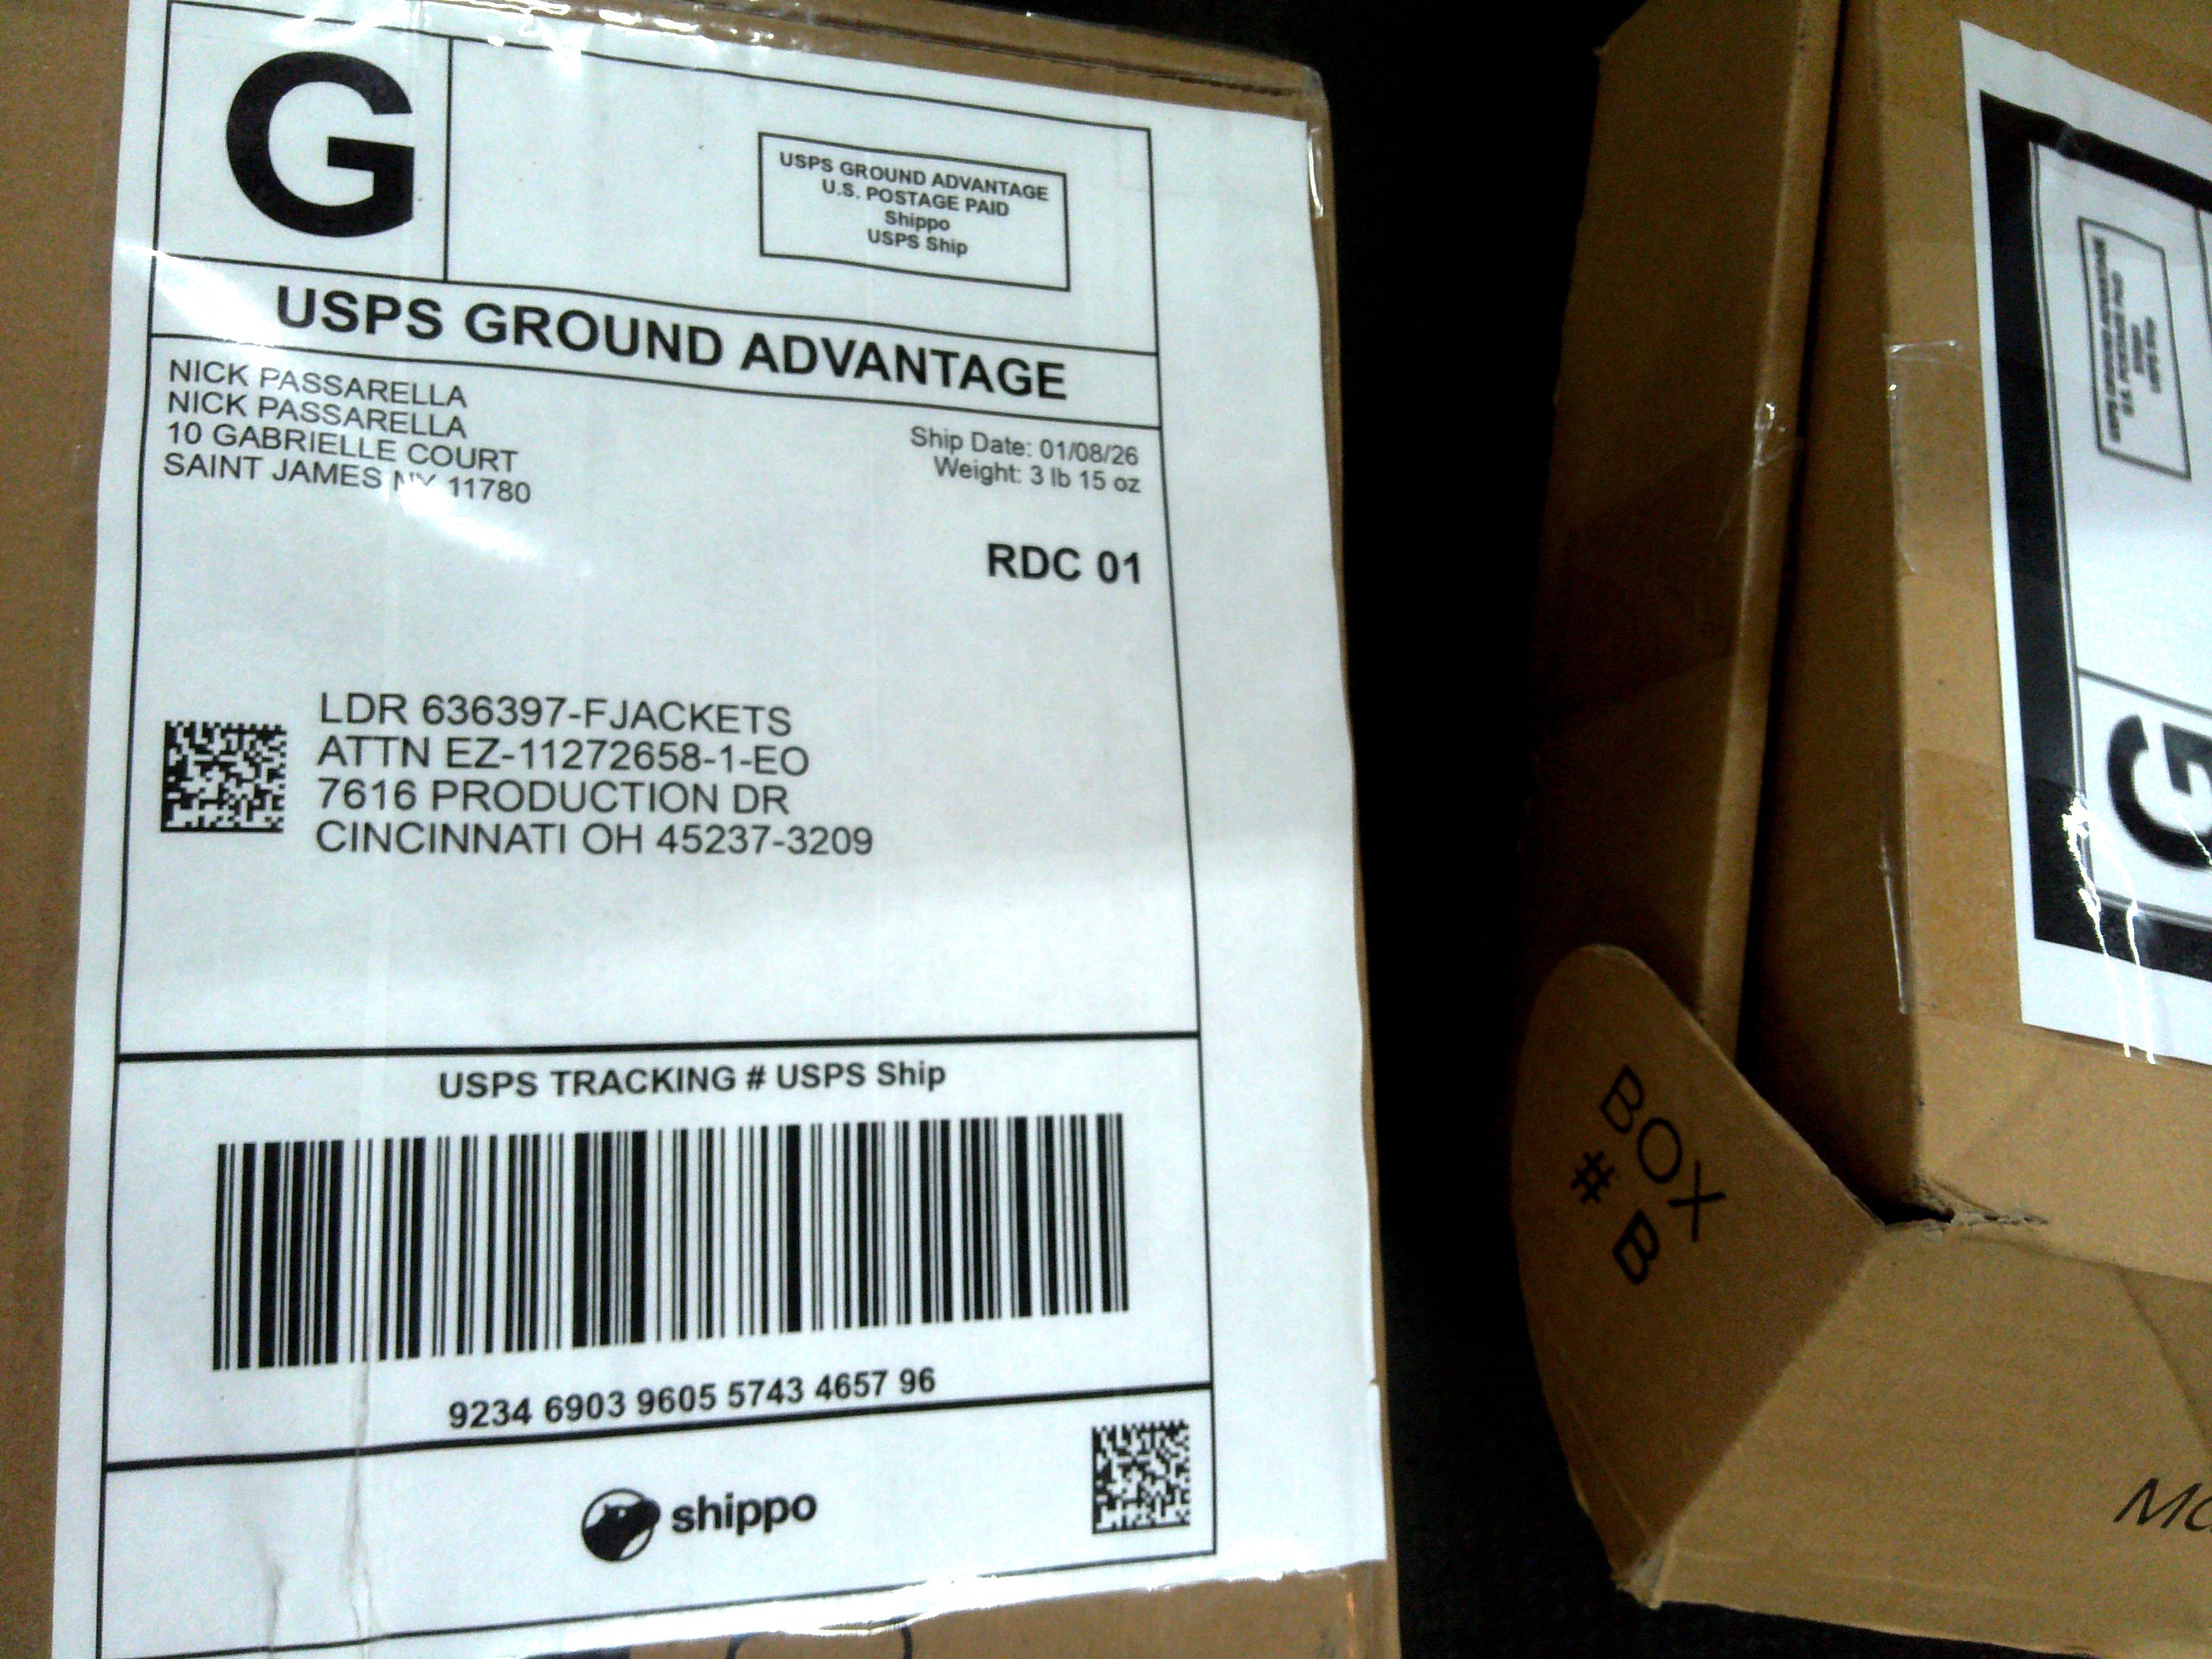 G
USPS GROUND ADVANTAGE
U.S. POSTAGE PAID
Shippo
USPS Ship
USPS GROUND ADVANTAGE
NICK PASSARELLA
NICK PASSARELLA
10 GABRIELLE COURT
SAINT JAMES NY 11780
Ship Date: 01/08/26
Weight: 3 lb 15 oz
RDC 01
LDR 636397-FJACKETS
ATTN EZ-11272658-1-EO
7616 PRODUCTION DR
CINCINNATI OH 45237-3209
USPS TRACKING # USPS Ship
9234 6903 9605 5743 4657 96
shippo
G
BOX
# B